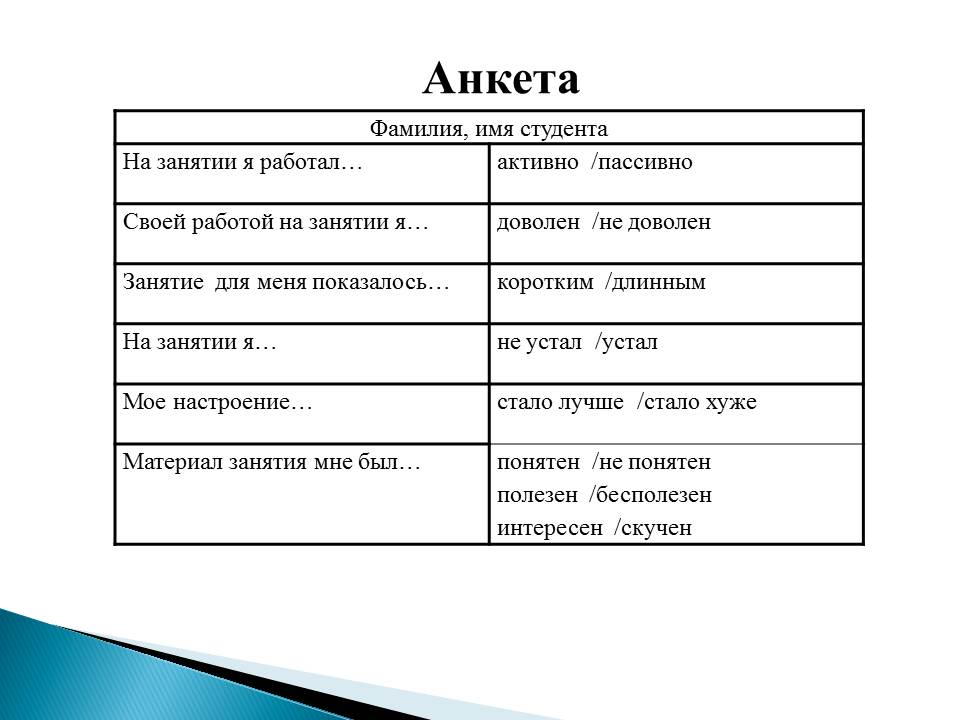 Анкета
Фамилия, имя студента
На занятии я работал… активно /пассивно
Своей работой на занятии я… доволен /не доволен
Занятие для меня показалось… коротким /длинным
На занятии я… не устал /устал
Мое настроение… стало лучше /стало хуже
Материал занятия мне был… понятен /не понятен
полезен /бесполезен
интересен /скучен